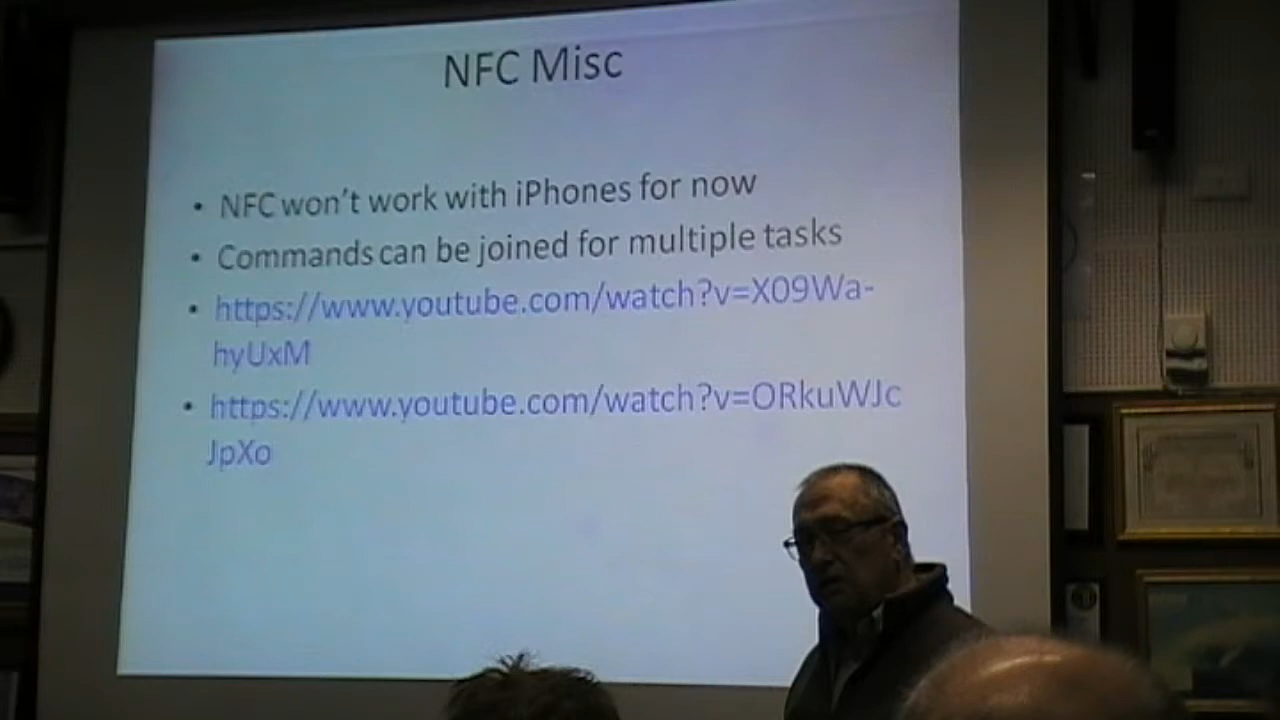 NFC Misc
• NFC won't work with iPhones for now
• Commands can be joined for multiple tasks
• https://www.youtube.com/watch?v=X09Wa-
hyUxM
• https://www.youtube.com/watch?v=ORkuWJc
JpXo